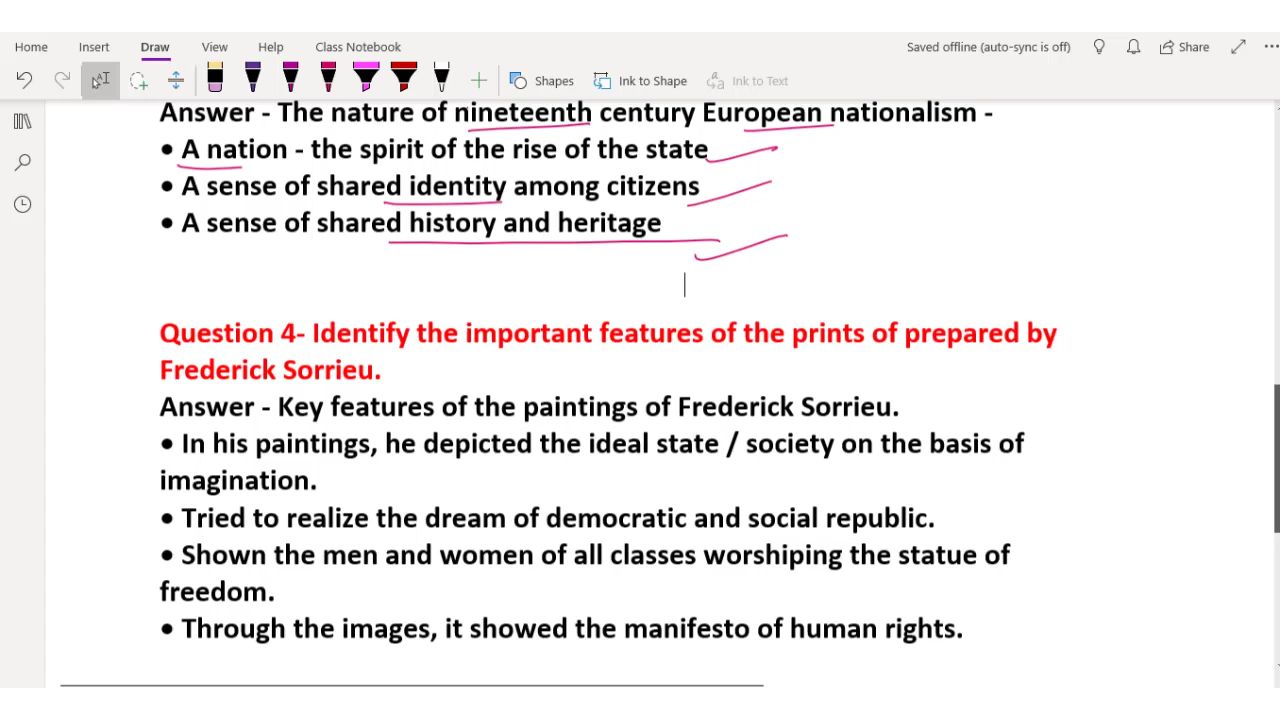 Home Insert Draw View Help Class Notebook Saved offline (auto-sync is off) Share
Shapes Ink to Shape Ink to Text
Answer - The nature of nineteenth century European nationalism -
• A nation - the spirit of the rise of the state
• A sense of shared identity among citizens
• A sense of shared history and heritage
Question 4- Identify the important features of the prints of prepared by
Frederick Sorrieu.
Answer - Key features of the paintings of Frederick Sorrieu.
• In his paintings, he depicted the ideal state / society on the basis of
imagination.
• Tried to realize the dream of democratic and social republic.
• Shown the men and women of all classes worshiping the statue of
freedom.
• Through the images, it showed the manifesto of human rights.